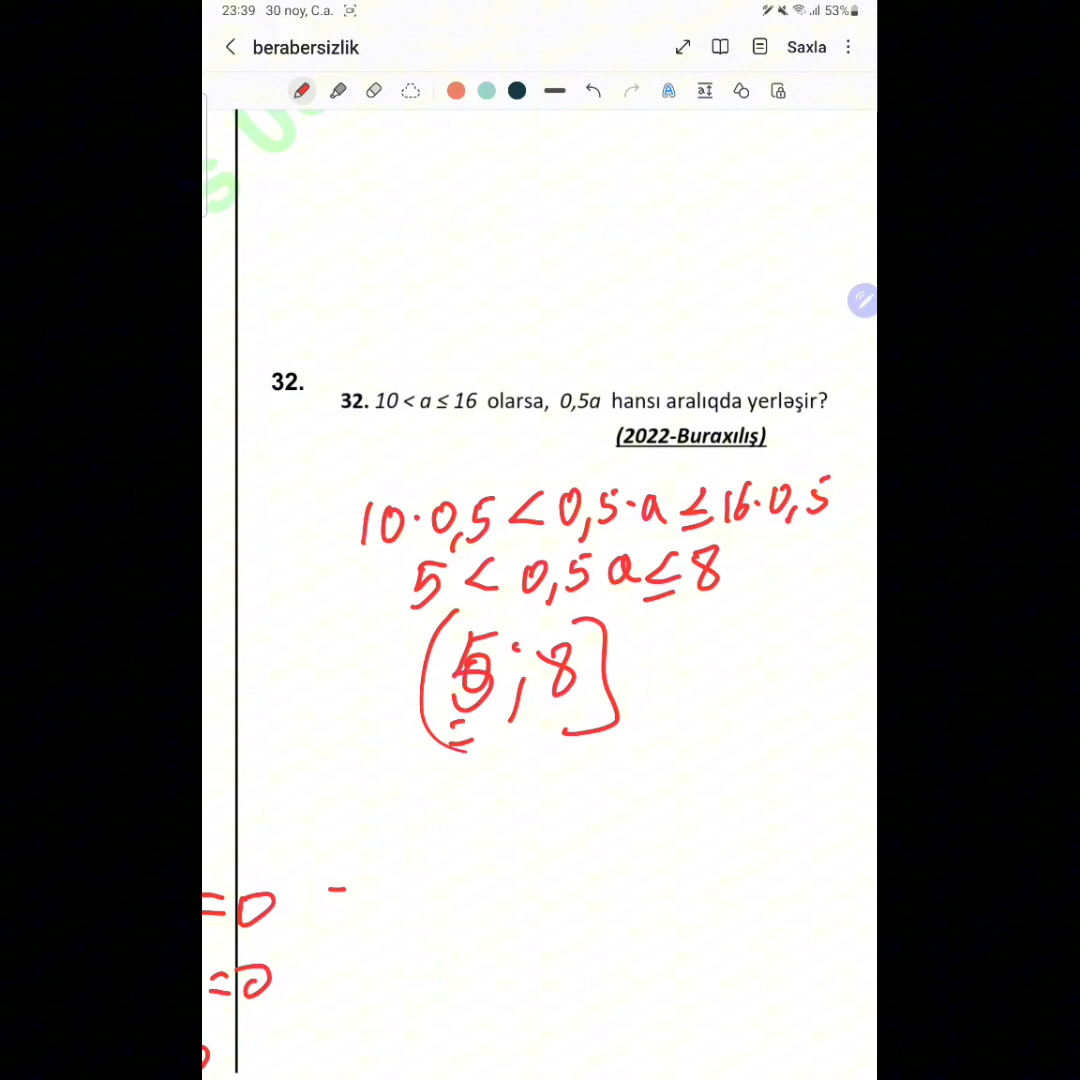 23:39 30 noy, C.a. 53%
berabersizlik Saxla
32.
32. 10 < a ≤ 16 olarsa, 0,5a hansı aralıqda yerləşir?
(2022-Buraxılış)
10·0,5 < 0,5·a ≤ 16·0,5
5 < 0,5a ≤ 8
(5;8]
=0 -
=0